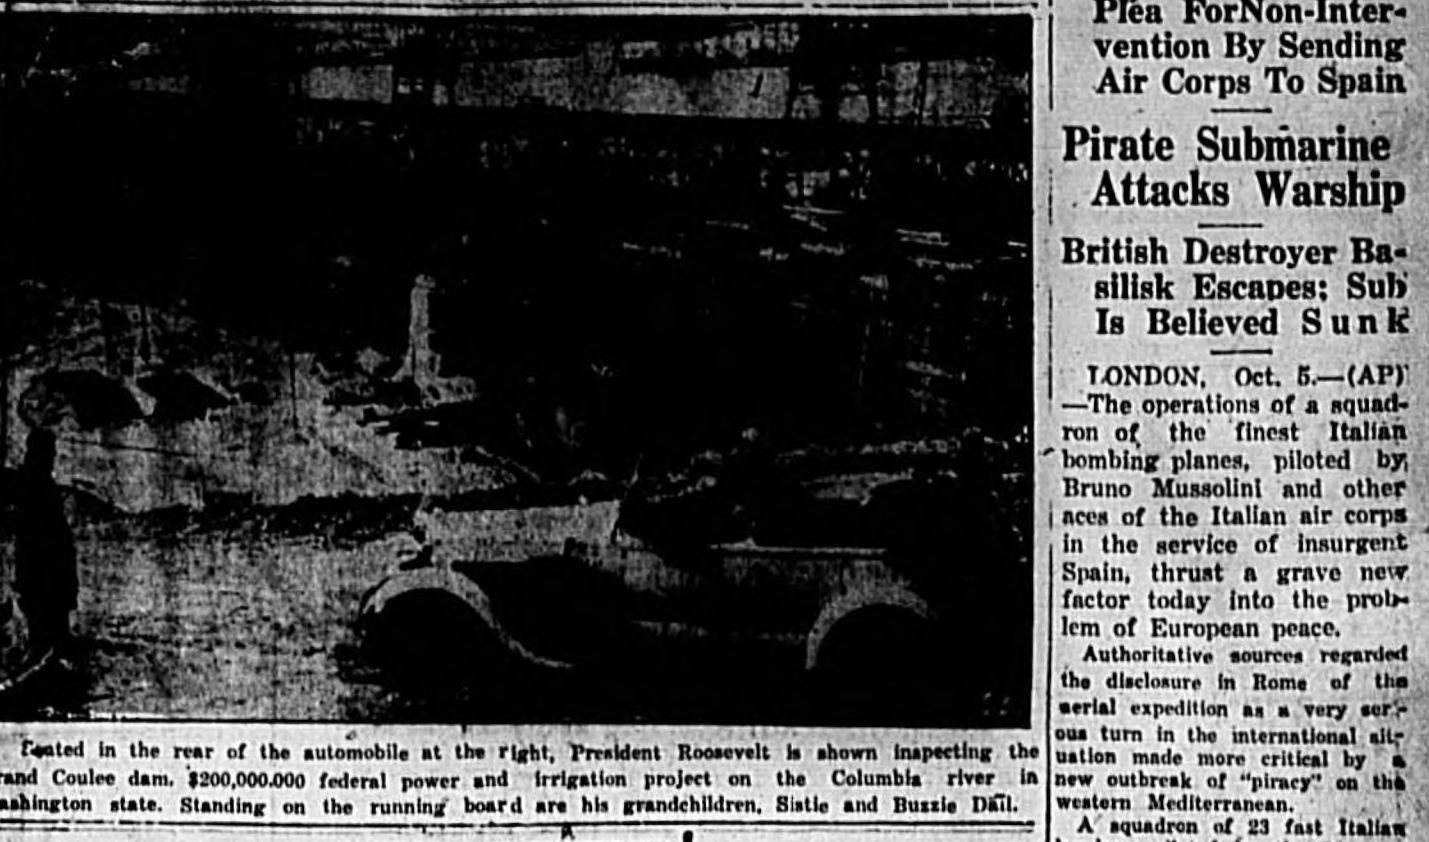 Seated in the rear of the automobile at the right, President Roosevelt is shown inspecting the
rand Coulee dam. $200,000.000 federal power and irrigation project on the Columbia river in
ashington state. Standing on the running board are his grandchildren, Sistie and Buzzie Dall.
Plea ForNon-Inter-
vention By Sending
Air Corps To Spain
Pirate Submarine
Attacks Warship
British Destroyer Ba-
silisk Escapes; Sub
Is Believed Sunk
LONDON, Oct. 5.—(AP)
—The operations of a squad-
ron of the finest Italian
bombing planes, piloted by
Bruno Mussolini and other
aces of the Italian air corps
in the service of insurgent
Spain, thrust a grave new
factor today into the prob-
lem of European peace.
Authoritative sources regarded
the disclosure in Rome of the
aerial expedition as a very seri-
ous turn in the international sit-
uation made more critical by a
new outbreak of "piracy" on the
western Mediterranean.
A squadron of 23 fast Italian